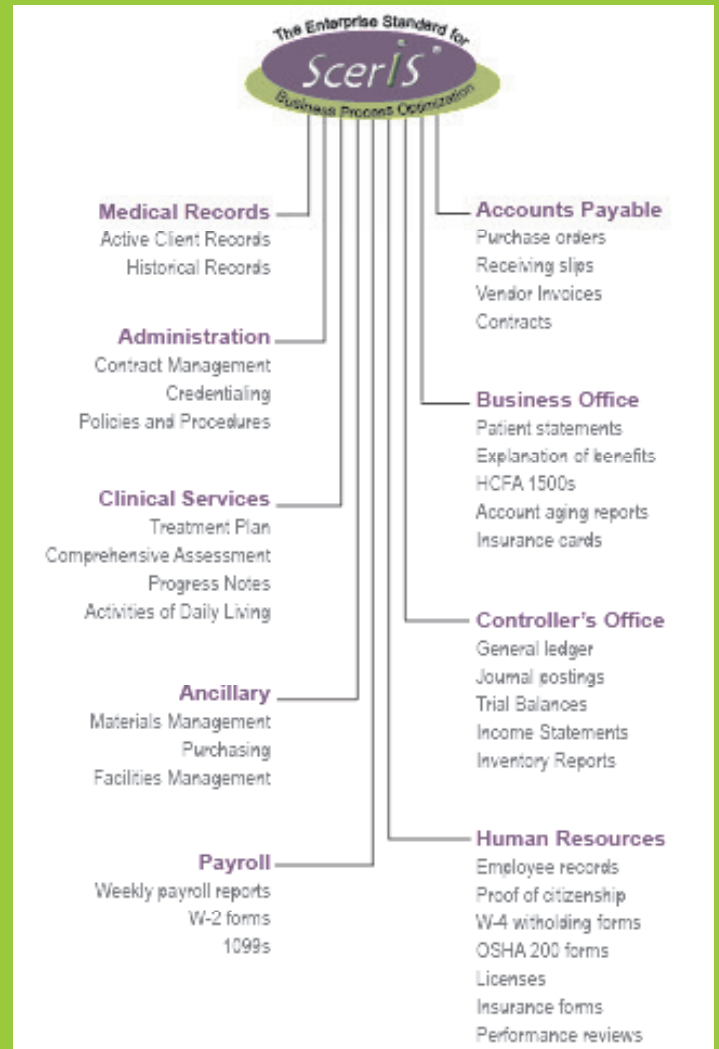 The Enterprise Standard for
SceriS®
Business Process Optimization
Medical Records
Active Client Records
Historical Records
Administration
Contract Management
Credentialing
Policies and Procedures
Clinical Services
Treatment Plan
Comprehensive Assessment
Progress Notes
Activities of Daily Living
Ancillary
Materials Management
Purchasing
Facilities Management
Payroll
Weekly payroll reports
W-2 forms
1099s
Accounts Payable
Purchase orders
Receiving slips
Vendor Invoices
Contracts
Business Office
Patient statements
Explanation of benefits
HCFA 1500s
Account aging reports
Insurance cards
Controller's Office
General ledger
Journal postings
Trial Balances
Income Statements
Inventory Reports
Human Resources
Employee records
Proof of citizenship
W-4 witholding forms
OSHA 200 forms
Licenses
Insurance forms
Performance reviews